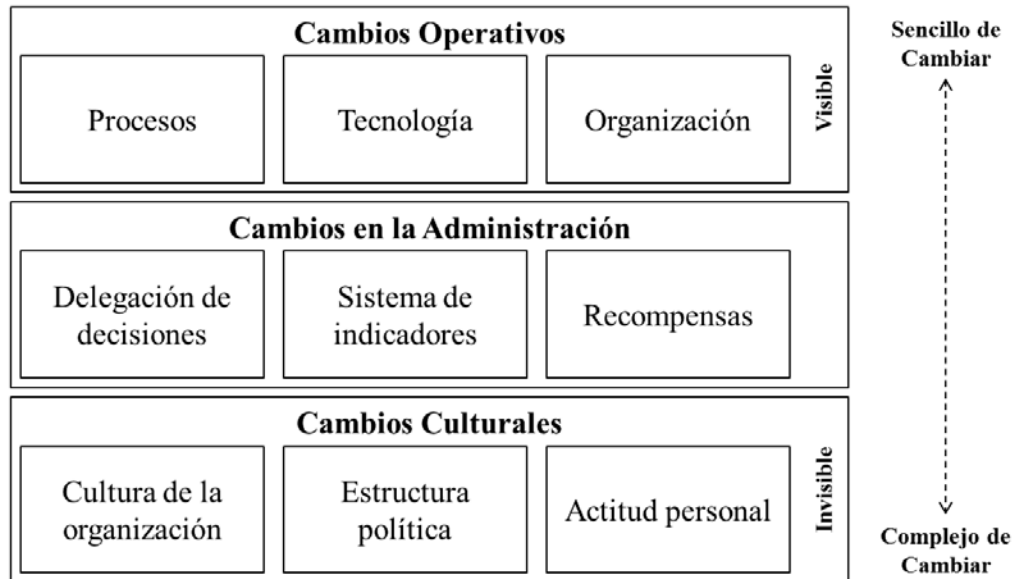 Cambios Operativos
Procesos
Tecnología
Organización
Visible
Sencillo de
Cambiar
Cambios en la Administración
Delegación de
decisiones
Sistema de
indicadores
Recompensas
Cambios Culturales
Cultura de la
organización
Estructura
política
Actitud personal
Invisible
Complejo de
Cambiar